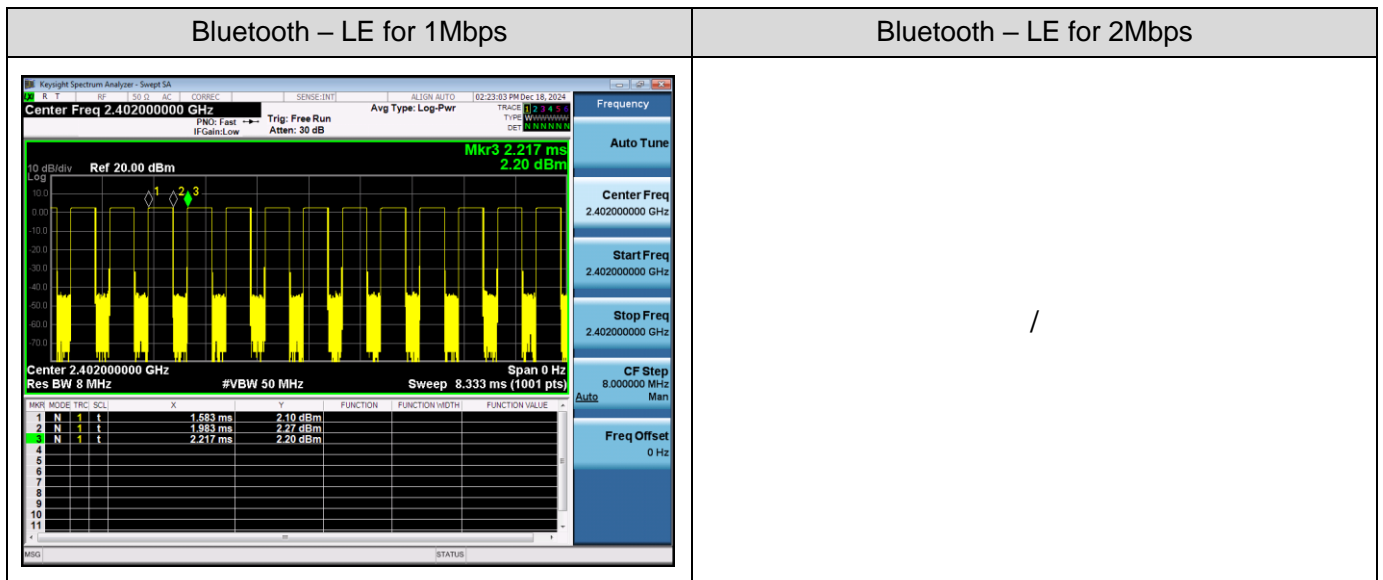 Bluetooth – LE for 1Mbps
Bluetooth – LE for 2Mbps
Keysight Spectrum Analyzer - Swept SA
R T RF 50 Ω AC CORREC SENSE:INT ALIGN AUTO 02:23:03 PM Dec 18, 2024
Center Freq 2.402000000 GHz
PNO: Fast
IFGain:Low
Trig: Free Run
Atten: 30 dB
Avg Type: Log-Pwr
TRACE 1 2 3 4 5 6
TYPE WWWWWW
DET N N N N N N
Frequency
Mkr3 2.217 ms
2.20 dBm
10 dB/div Ref 20.00 dBm
Log
10.0
0.00
-10.0
-20.0
-30.0
-40.0
-50.0
-60.0
-70.0
1 2 3
Center 2.402000000 GHz Span 0 Hz
Res BW 8 MHz #VBW 50 MHz Sweep 8.333 ms (1001 pts)
MKR MODE TRC SCL X Y FUNCTION FUNCTION WIDTH FUNCTION VALUE
1 N 1 t 1.583 ms 2.10 dBm
2 N 1 t 1.983 ms 2.27 dBm
3 N 1 t 2.217 ms 2.20 dBm
4
5
6
7
8
9
10
11
MSG STATUS
Auto Tune
Center Freq
2.402000000 GHz
Start Freq
2.402000000 GHz
Stop Freq
2.402000000 GHz
CF Step
8.000000 MHz
Auto Man
Freq Offset
0 Hz
/